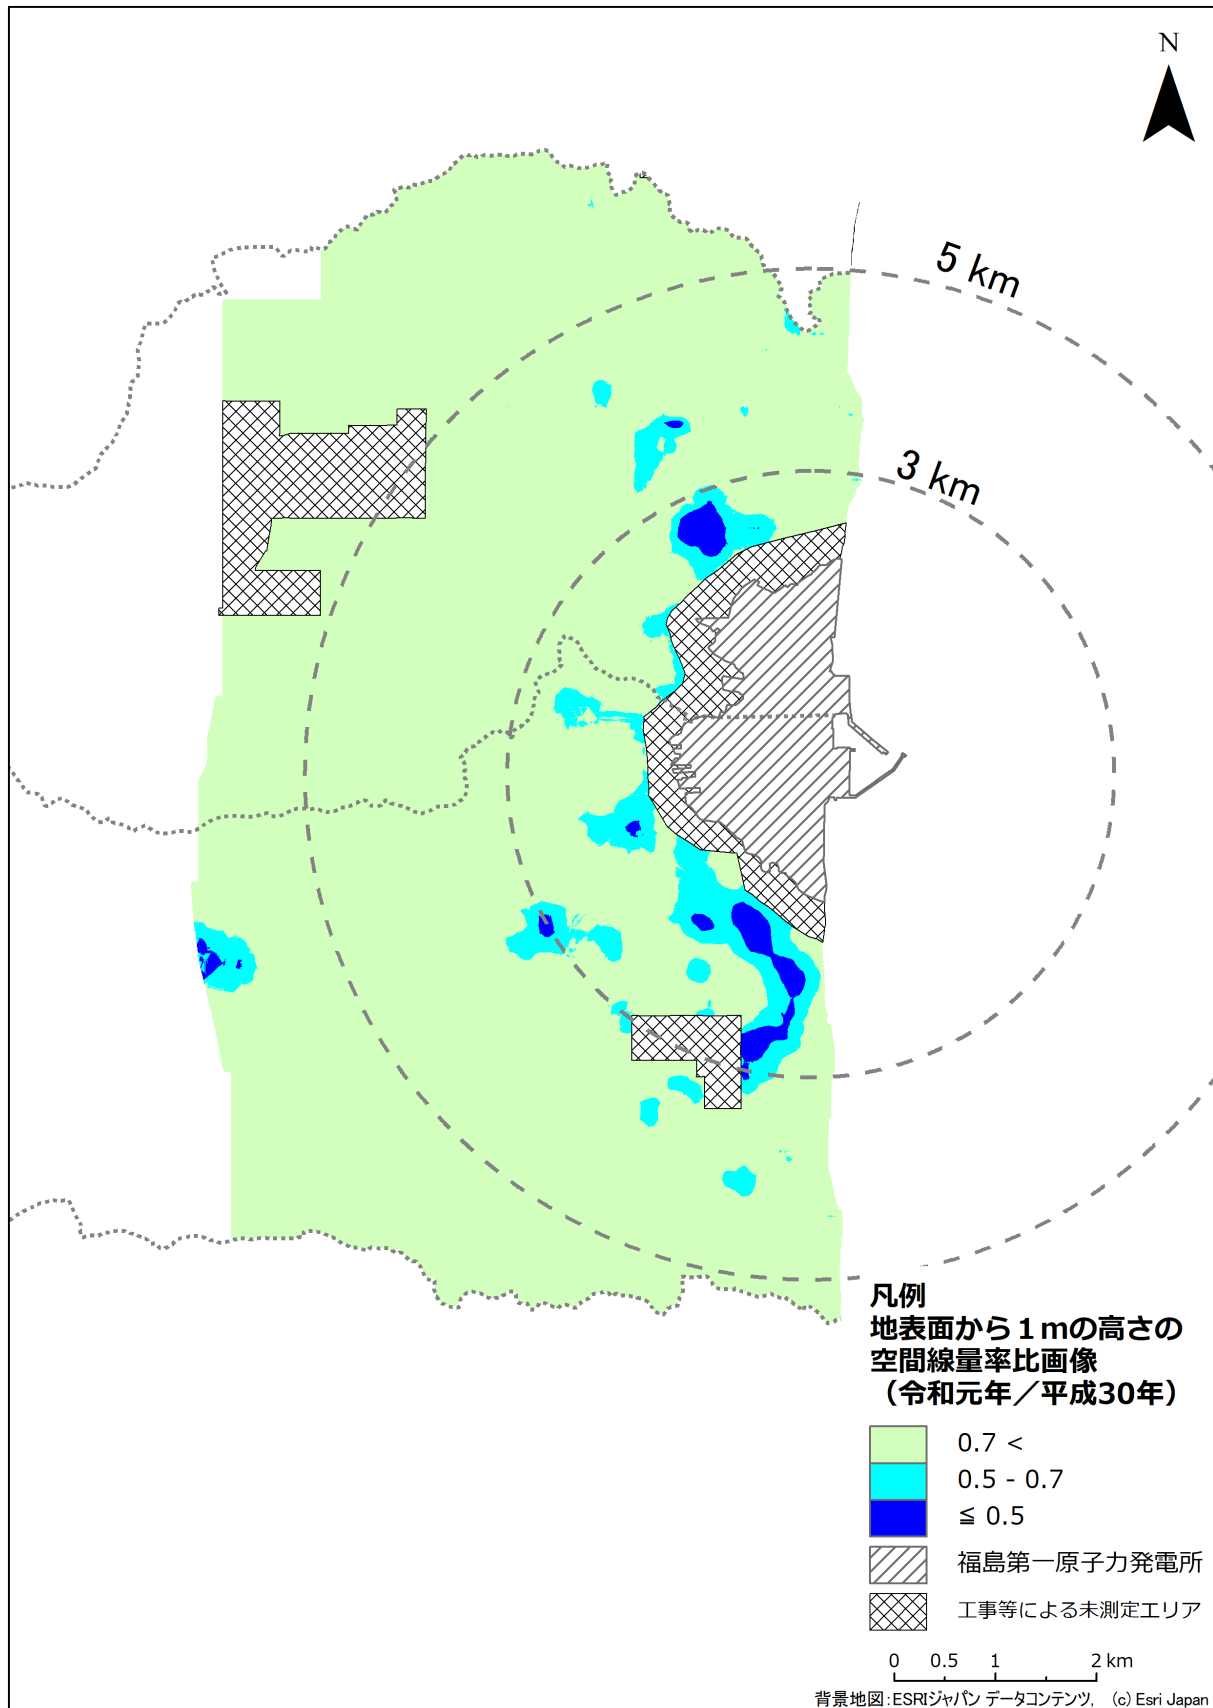 N
5 km
3 km
凡例
地表面から１mの高さの
空間線量率比画像
（令和元年／平成30年）
0.7 <
0.5 - 0.7
≦ 0.5
福島第一原子力発電所
工事等による未測定エリア
0 0.5 1 2 km
背景地図:ESRIジャパン データコンテンツ, (c) Esri Japan